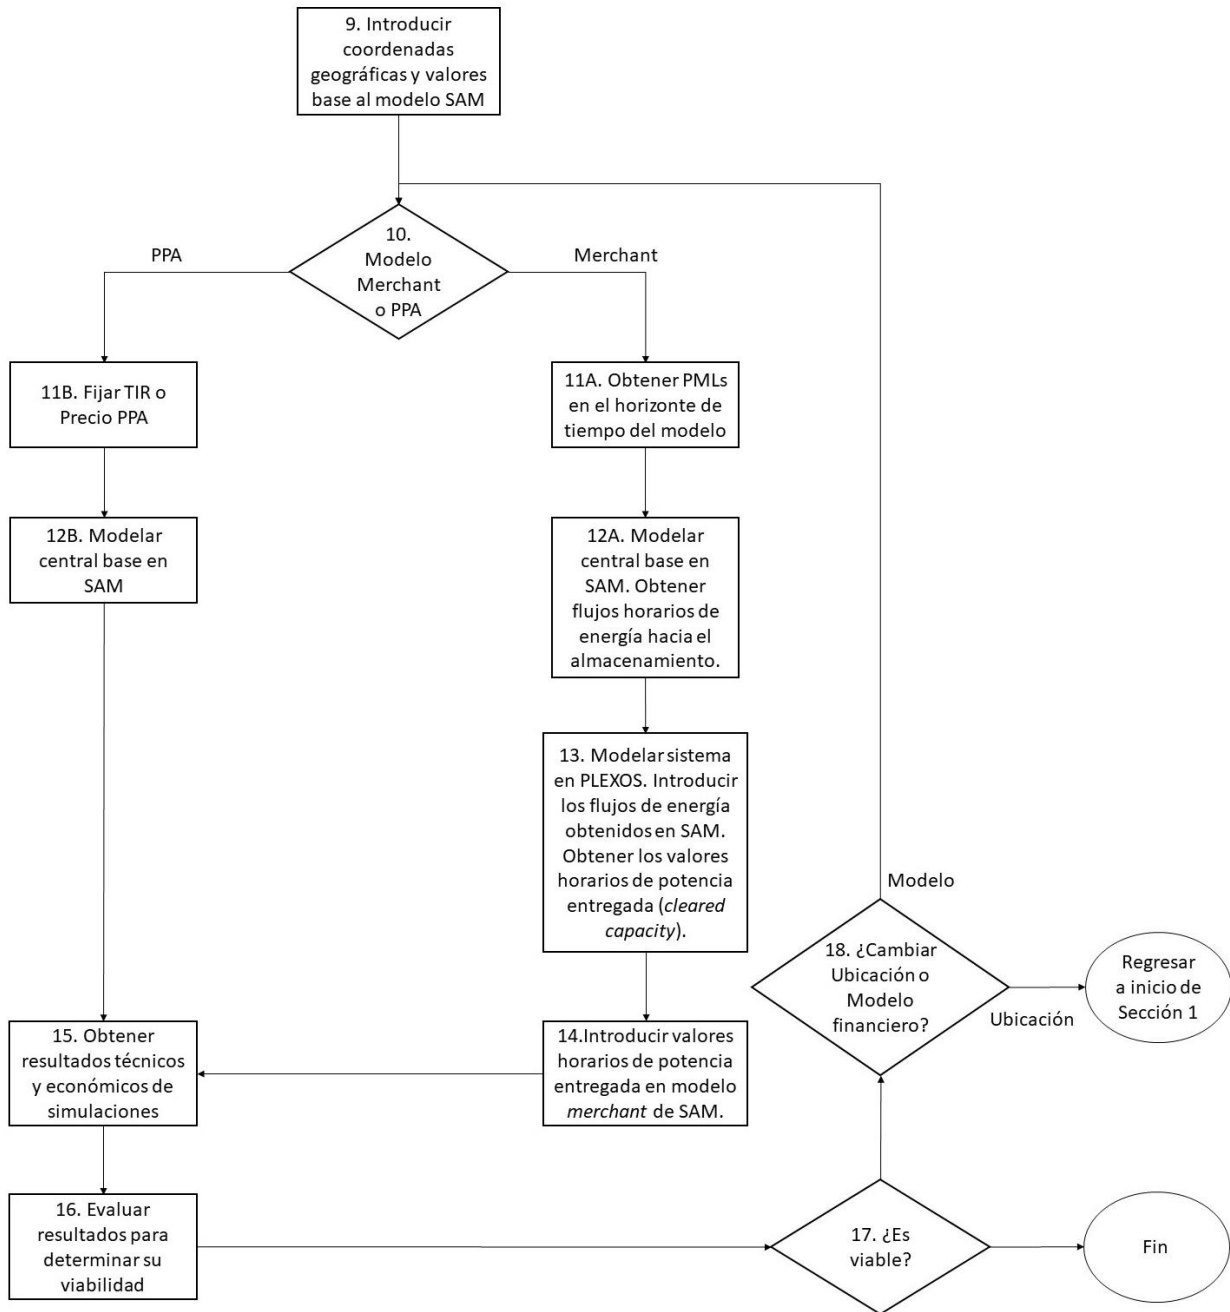 9. Introducir
coordenadas
geográficas y valores
base al modelo SAM
10.
Modelo
Merchant
o PPA
PPA
Merchant
11B. Fijar TIR o
Precio PPA
11A. Obtener PMLs
en el horizonte de
tiempo del modelo
12B. Modelar
central base en
SAM
12A. Modelar
central base en
SAM. Obtener
flujos horarios de
energía hacia el
almacenamiento.
13. Modelar sistema
en PLEXOS. Introducir
los flujos de energía
obtenidos en SAM.
Obtener los valores
horarios de potencia
entregada (cleared
capacity).
14.Introducir valores
horarios de potencia
entregada en modelo
merchant de SAM.
15. Obtener
resultados técnicos
y económicos de
simulaciones
16. Evaluar
resultados para
determinar su
viabilidad
17. ¿Es
viable?
Fin
18. ¿Cambiar
Ubicación o
Modelo
financiero?
Modelo
Ubicación
Regresar
a inicio de
Sección 1